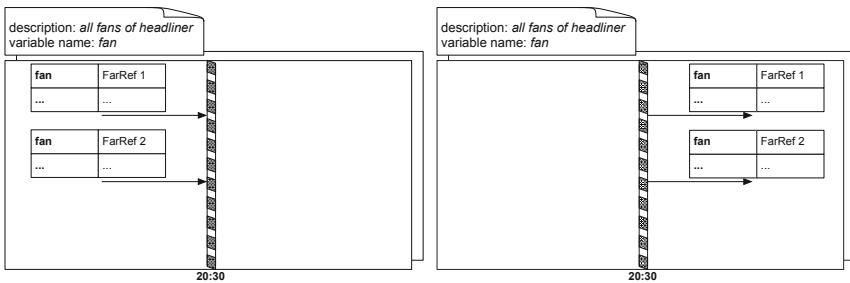 description: all fans of headliner
variable name: fan
fan FarRef 1
... ...
fan FarRef 2
... ...
20:30
description: all fans of headliner
variable name: fan
fan FarRef 1
... ...
fan FarRef 2
... ...
20:30